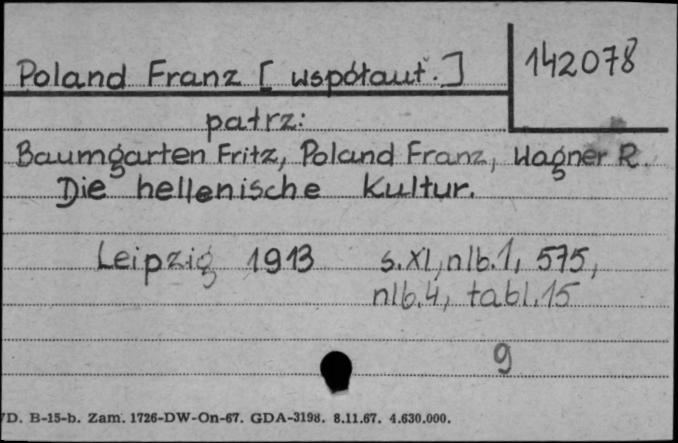 Poland Franz [współaut.]
142078
patrz:
Baumgarten Fritz, Poland Franz, Wagner R.
Die hellenische Kultur.
Leipzig 1913 s.XI, nlb.1, 575,
nlb.4, tabl.15
9
D. B-15-b. Zam. 1726-DW-On-67. GDA-3198. 8.11.67. 4.630.000.